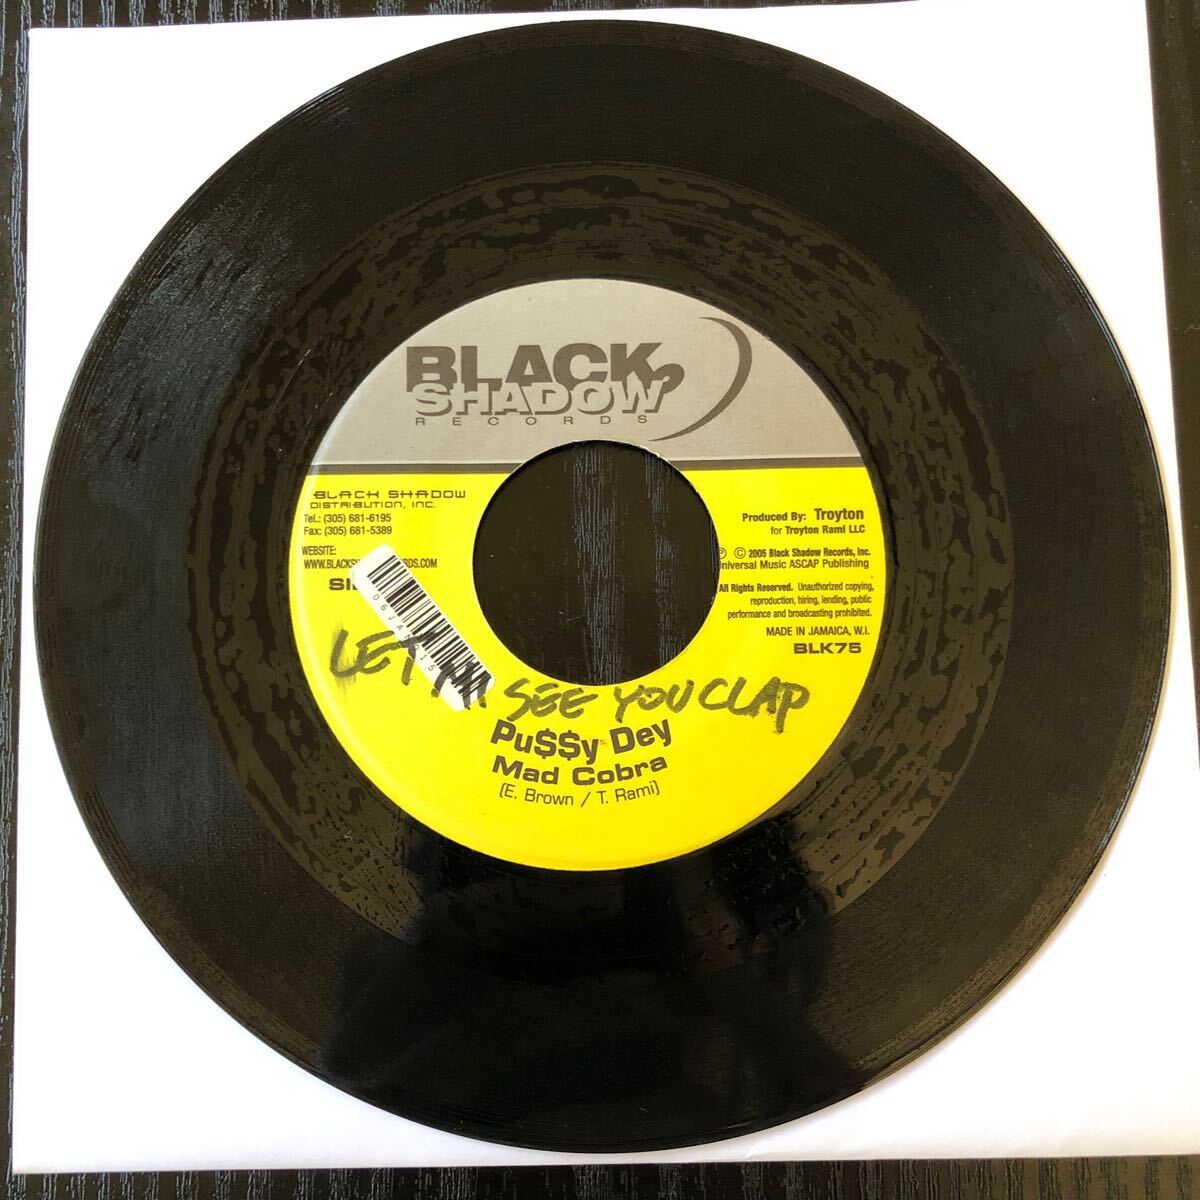 BLACK
SHADOW
RECORDS
BLACK SHADOW
DISTRIBUTION, INC.
Tel.: (305) 681-6195
Fax: (305) 681-5389
WEBSITE:
Produced By: Troyton
for Troyton Rami LLC
℗ © 2005 Black Shadow Records, Inc.
Music ASCAP Publishing
All Rights Reserved. Unauthorized copying,
reproduction, hiring, lending, public
performance and broadcasting prohibited.
MADE IN JAMAICA, W.I.
BLK75
SEE YOU CLAP
Pu$$y Dey
Mad Cobra
(E. Brown / T. Rami)